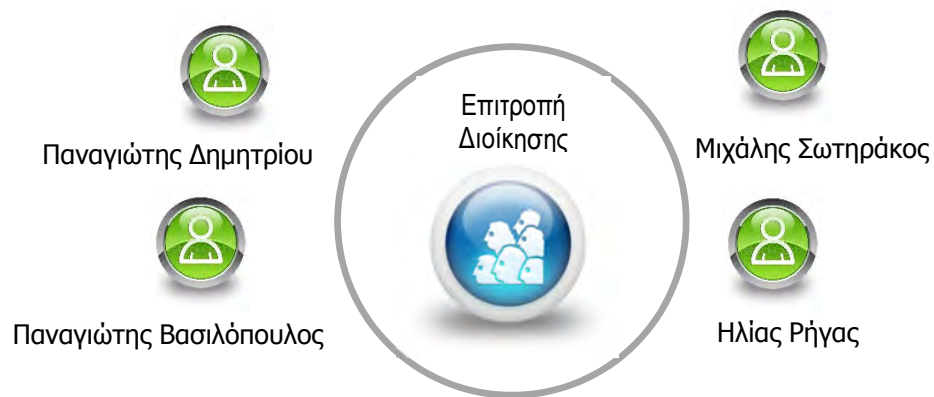 Επιτροπή
Διοίκησης
Παναγιώτης Δημητρίου
Μιχάλης Σωτηράκος
Παναγιώτης Βασιλόπουλος
Ηλίας Ρήγας